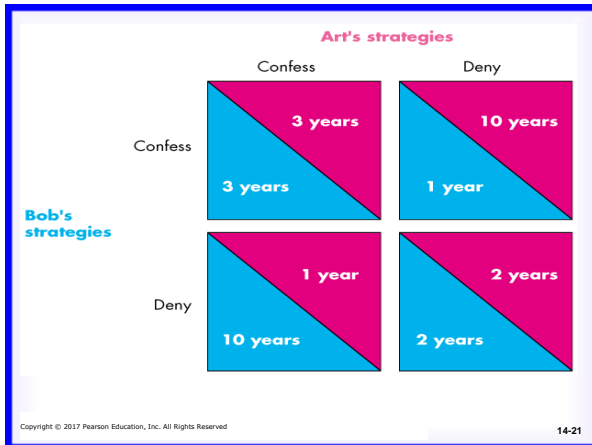 Art's strategies
Confess
Deny
Confess
3 years
3 years
10 years
1 year
Bob's
strategies
Deny
1 year
10 years
2 years
2 years
Copyright © 2017 Pearson Education, Inc. All Rights Reserved
14-21